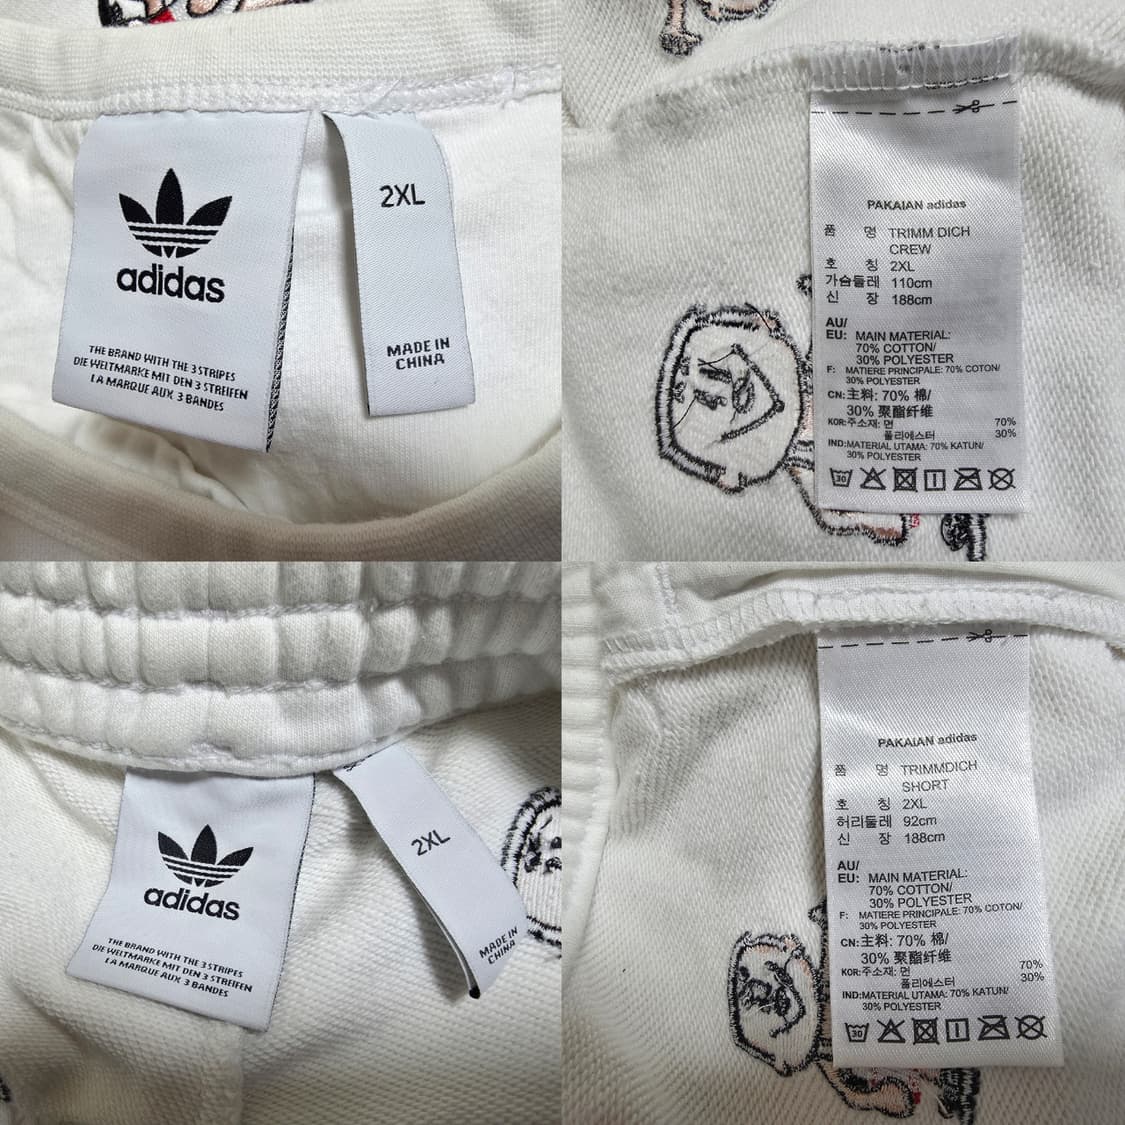 adidas
THE BRAND WITH THE 3 STRIPES
DIE WELTMARKE MIT DEN 3 STREIFEN
LA MARQUE AUX 3 BANDES
2XL
MADE IN
CHINA
PAKAIAN adidas
품 명 TRIMM DICH
CREW
호 칭 2XL
가슴둘레 110cm
신 장 188cm
AU/
EU: MAIN MATERIAL:
70% COTTON/
30% POLYESTER
F: MATIERE PRINCIPALE: 70% COTON/
30% POLYESTER
CN:主料: 70% 棉/
30% 聚酯纤维
KOR:주소재: 면 70%
폴리에스터 30%
IND:MATERIAL UTAMA: 70% KATUN/
30% POLYESTER
30
adidas
THE BRAND WITH THE 3 STRIPES
DIE WELTMARKE MIT DEN 3 STREIFEN
LA MARQUE AUX 3 BANDES
2XL
MADE IN
CHINA
PAKAIAN adidas
품 명 TRIMMDICH
SHORT
호 칭 2XL
허리둘레 92cm
신 장 188cm
AU/
EU: MAIN MATERIAL:
70% COTTON/
30% POLYESTER
F: MATIERE PRINCIPALE: 70% COTON/
30% POLYESTER
CN:主料: 70% 棉/
30% 聚酯纤维
KOR:주소재: 면 70%
폴리에스터 30%
IND:MATERIAL UTAMA: 70% KATUN/
30% POLYESTER
30